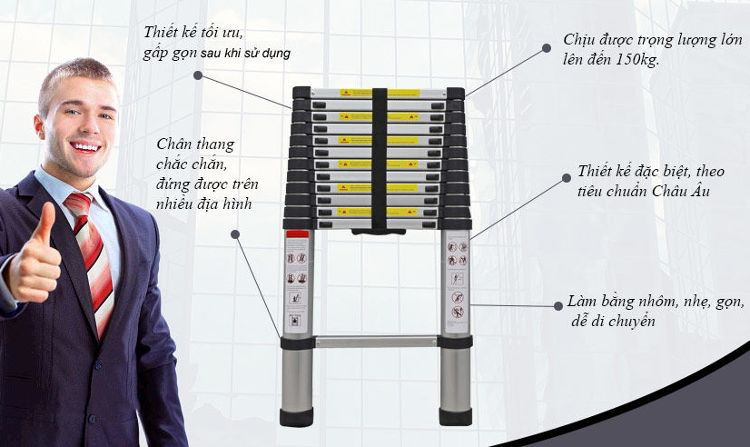 Thiết kế tối ưu,
gấp gọn sau khi sử dụng
Chịu được trọng lượng lớn
lên đến 150kg.
Chân thang
chắc chắn,
đứng được trên
nhiều địa hình
Thiết kế đặc biệt, theo
tiêu chuẩn Châu Âu
Làm bằng nhôm, nhẹ, gọn,
dễ di chuyển